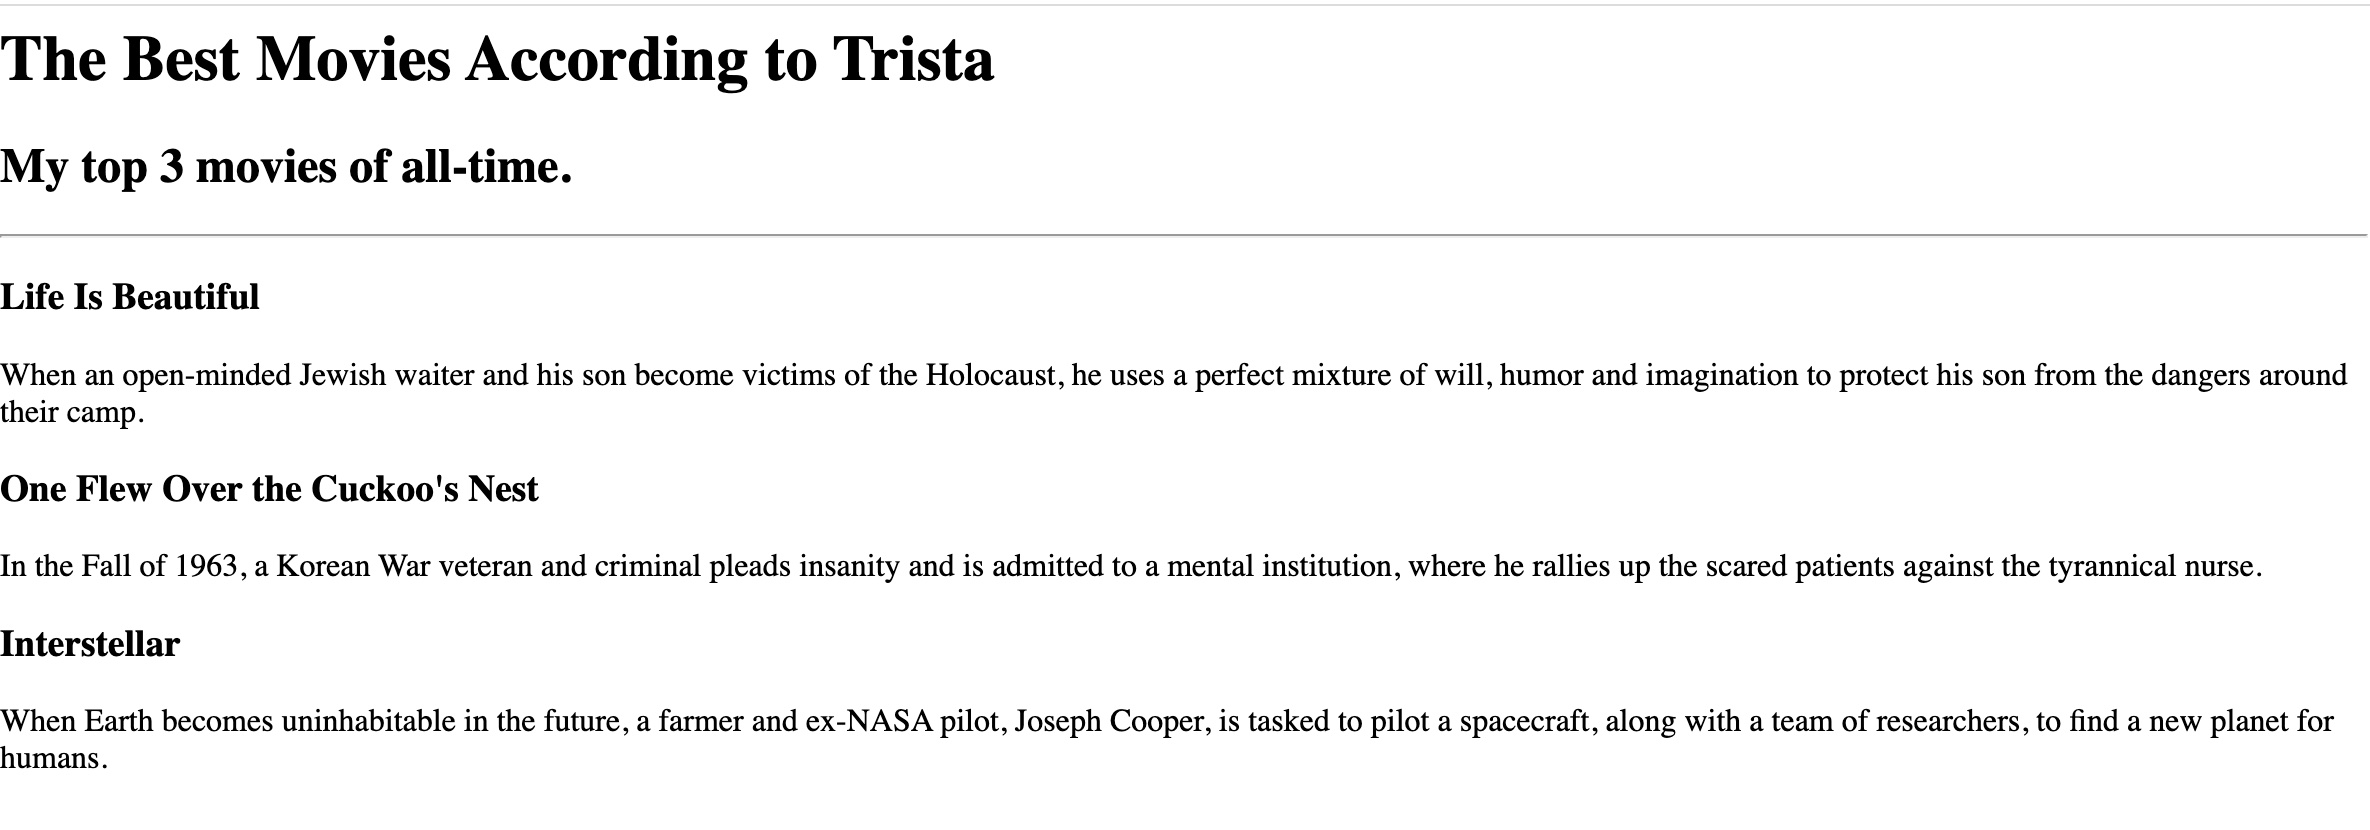 The Best Movies According to Trista
My top 3 movies of all-time.
Life Is Beautiful
When an open-minded Jewish waiter and his son become victims of the Holocaust, he uses a perfect mixture of will, humor and imagination to protect his son from the dangers around
their camp.
One Flew Over the Cuckoo's Nest
In the Fall of 1963, a Korean War veteran and criminal pleads insanity and is admitted to a mental institution, where he rallies up the scared patients against the tyrannical nurse.
Interstellar
When Earth becomes uninhabitable in the future, a farmer and ex-NASA pilot, Joseph Cooper, is tasked to pilot a spacecraft, along with a team of researchers, to find a new planet for
humans.